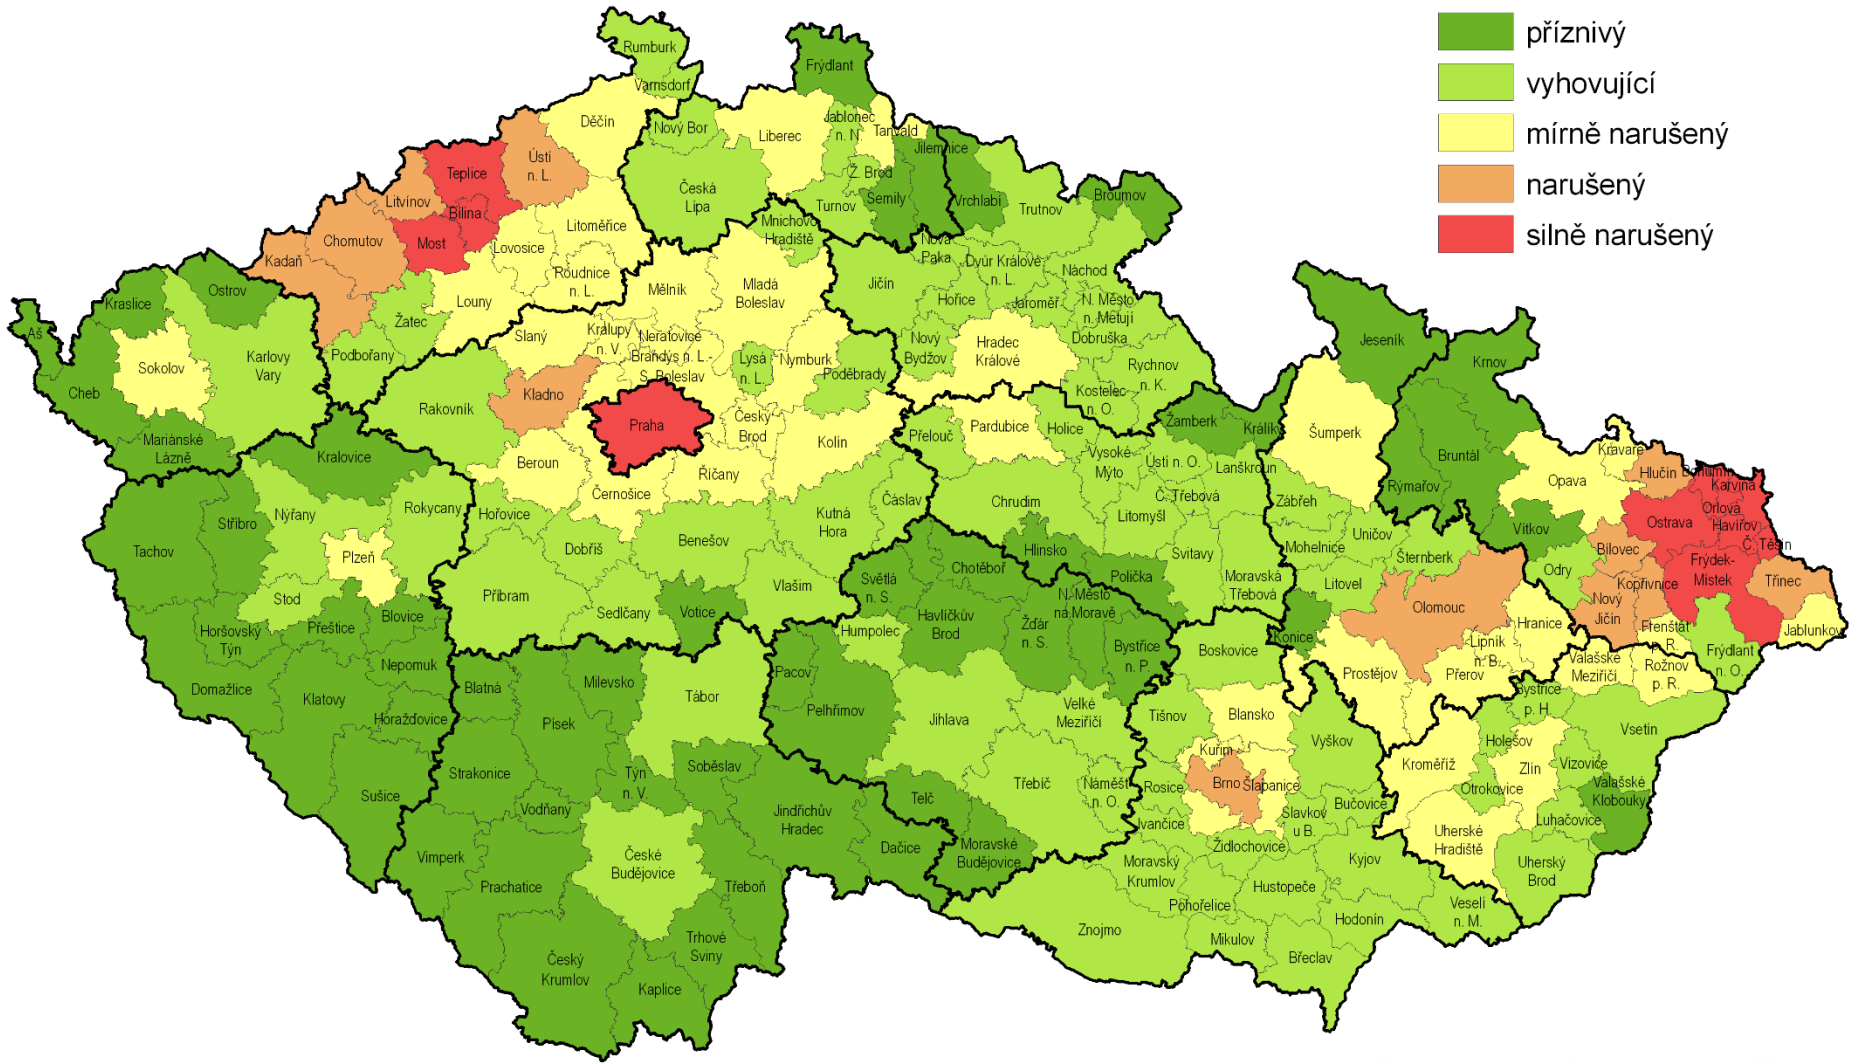 příznivý
vyhovující
mírně narušený
narušený
silně narušený
Rumburk
Varnsdorf
Frýdlant
Děčín
Nový Bor
Liberec
Jablonec
n. N.
Tanvald
Jilemnice
Ústí
n. L.
Teplice
Litvínov
Bílina
Most
Chomutov
Kadaň
Lovosice
Litoměřice
Roudnice
n. L.
Louny
Žatec
Podbořany
Česká
Lípa
Ž. Brod
Semily
Turnov
Mnichovo
Hradiště
Vrchlabí
Trutnov
Broumov
Nová
Paka
Dvůr Králové
n. L.
Náchod
Jičín
Hořice
Jaroměř
N. Město
n. Metují
Dobruška
Nový
Bydžov
Hradec
Králové
Rychnov
n. K.
Kostelec
n. O.
Aš
Kraslice
Ostrov
Sokolov
Karlovy
Vary
Cheb
Mariánské
Lázně
Mělník
Mladá
Boleslav
Slaný
Kralupy
n. V.
Neratovice
Brandýs n. L.-
S. Boleslav
Lysá
n. L.
Nymburk
Poděbrady
Rakovník
Kladno
Praha
Český
Brod
Kolín
Beroun
Černošice
Říčany
Kutná
Hora
Čáslav
Hořovice
Dobříš
Benešov
Vlašim
Příbram
Sedlčany
Votice
Kralovice
Tachov
Stříbro
Nýřany
Rokycany
Plzeň
Stod
Blovice
Přeštice
Horšovský
Týn
Nepomuk
Domažlice
Klatovy
Horažďovice
Sušice
Přelouč
Pardubice
Holice
Vysoké
Mýto
Ústí n. O.
Žamberk
Králíky
Lanškroun
Č. Třebová
Chrudim
Litomyšl
Svitavy
Moravská
Třebová
Hlinsko
Polička
Blatná
Milevsko
Tábor
Písek
Strakonice
Týn
n. V.
Soběslav
Vodňany
Jindřichův
Hradec
Vimperk
Prachatice
České
Budějovice
Třeboň
Dačice
Trhové
Sviny
Český
Krumlov
Kaplice
Světlá
n. S.
Chotěboř
Havlíčkův
Brod
Žďár
n. S.
N. Město
na Moravě
Bystřice
n. P.
Humpolec
Pacov
Pelhřimov
Jihlava
Velké
Meziříčí
Třebíč
Náměšť
n. O.
Telč
Moravské
Budějovice
Boskovice
Tišnov
Blansko
Kuřim
Vyškov
Brno
Šlapanice
Rosice
Ivančice
Slavkov
u B.
Bučovice
Židlochovice
Moravský
Krumlov
Pohořelice
Hustopeče
Kyjov
Hodonín
Veselí
n. M.
Znojmo
Mikulov
Břeclav
Jeseník
Šumperk
Zábřeh
Mohelnice
Uničov
Šternberk
Litovel
Olomouc
Konice
Prostějov
Přerov
Lipník
n. B.
Hranice
Krnov
Bruntál
Rýmařov
Opava
Kravaře
Hlučín
Bohumín
Karviná
Orlová
Havířov
Ostrava
Č. Těšín
Vítkov
Bílovec
Odry
Kopřivnice
Nový
Jičín
Frýdek-
Místek
Třinec
Frenštát
p. R.
Frýdlant
n. O.
Jablunkov
Valašské
Meziříčí
Rožnov
p. R.
Bystřice
p. H.
Vsetín
Holešov
Kroměříž
Zlín
Vizovice
Otrokovice
Valašské
Klobouky
Luhačovice
Uherské
Hradiště
Uherský
Brod